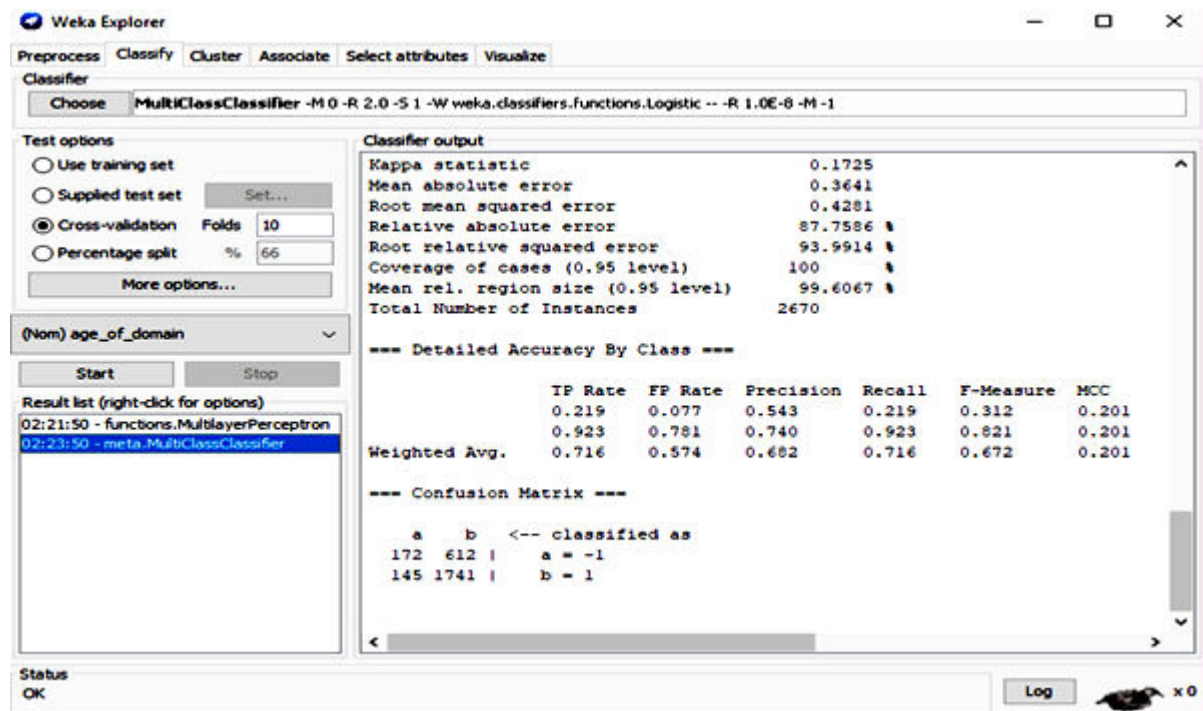 Weka Explorer
Preprocess Classify Cluster Associate Select attributes Visualize
Classifier
Choose MultiClassClassifier -M 0 -R 2.0 -S 1 -W weka.classifiers.functions.Logistic -- -R 1.0E-8 -M -1
Test options
Use training set
Supplied test set Set...
Cross-validation Folds 10
Percentage split % 66
More options...
(Nom) age_of_domain
Start Stop
Result list (right-click for options)
02:21:50 - functions.MultilayerPerceptron
02:23:50 - meta.MultiClassClassifier
Classifier output
Kappa statistic 0.1725
Mean absolute error 0.3641
Root mean squared error 0.4281
Relative absolute error 87.7586 %
Root relative squared error 93.9914 %
Coverage of cases (0.95 level) 100 %
Mean rel. region size (0.95 level) 99.6067 %
Total Number of Instances 2670
=== Detailed Accuracy By Class ===
TP Rate FP Rate Precision Recall F-Measure MCC
0.219 0.077 0.543 0.219 0.312 0.201
0.923 0.781 0.740 0.923 0.821 0.201
Weighted Avg. 0.716 0.574 0.682 0.716 0.672 0.201
=== Confusion Matrix ===
a b <-- classified as
172 612 | a = -1
145 1741 | b = 1
Status
OK
Log x 0